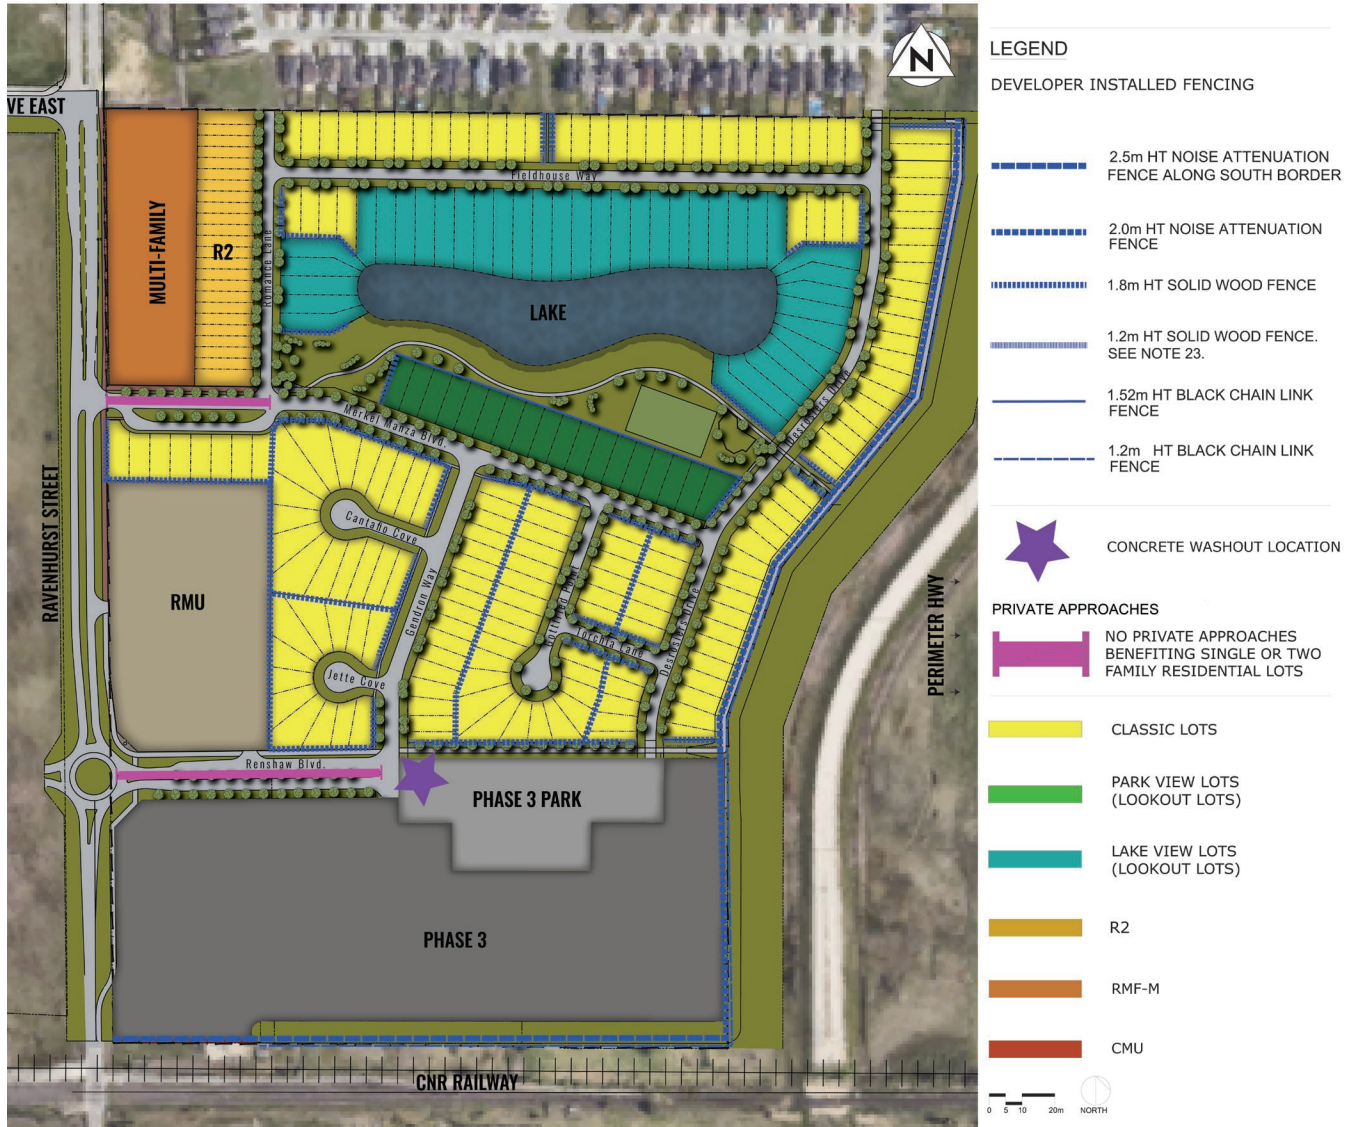 N
VE EAST
MULTI-FAMILY
R2
Fieldhouse Way
Romance Lane
LAKE
Merkel Manza Blvd.
Desrosiers Drive
RAVENHURST STREET
RMU
Cantafio Cove
Gendron Way
Torchia Lane
Desrosiers Drive
Jette Cove
Renshaw Blvd.
PERIMETER HWY
PHASE 3 PARK
PHASE 3
CNR RAILWAY
LEGEND
DEVELOPER INSTALLED FENCING
2.5m HT NOISE ATTENUATION
FENCE ALONG SOUTH BORDER
2.0m HT NOISE ATTENUATION
FENCE
1.8m HT SOLID WOOD FENCE
1.2m HT SOLID WOOD FENCE.
SEE NOTE 23.
1.52m HT BLACK CHAIN LINK
FENCE
1.2m HT BLACK CHAIN LINK
FENCE
CONCRETE WASHOUT LOCATION
PRIVATE APPROACHES
NO PRIVATE APPROACHES
BENEFITING SINGLE OR TWO
FAMILY RESIDENTIAL LOTS
CLASSIC LOTS
PARK VIEW LOTS
(LOOKOUT LOTS)
LAKE VIEW LOTS
(LOOKOUT LOTS)
R2
RMF-M
CMU
0 5 10 20m
NORTH